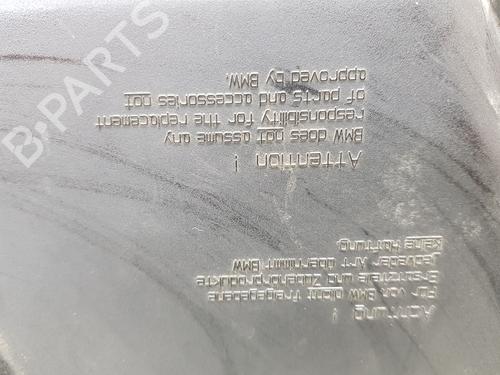 Achtung !
Für von BMW nicht freigegebene
Ersatzteile und Zubehörprodukte
jedweder Art übernimmt BMW
keine Haftung.
Attention !
BMW does not assume any
responsibility for the replacement
of parts and accessories not
approved by BMW.
B-PARTS